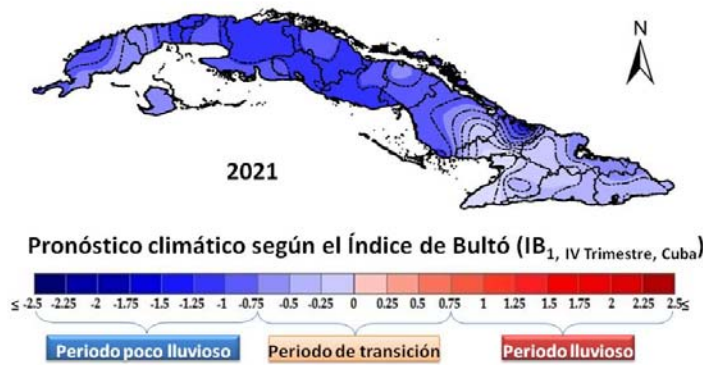 N
2021
Pronóstico climático según el Índice de Bultó (IB1, IV Trimestre, Cuba)
≤ -2.5 -2.25 -2 -1.75 -1.5 -1.25 -1 -0.75 -0.5 -0.25 0 0.25 0.5 0.75 1 1.25 1.5 1.75 2 2.25 2.5 ≤
Periodo poco lluvioso Periodo de transición Periodo lluvioso